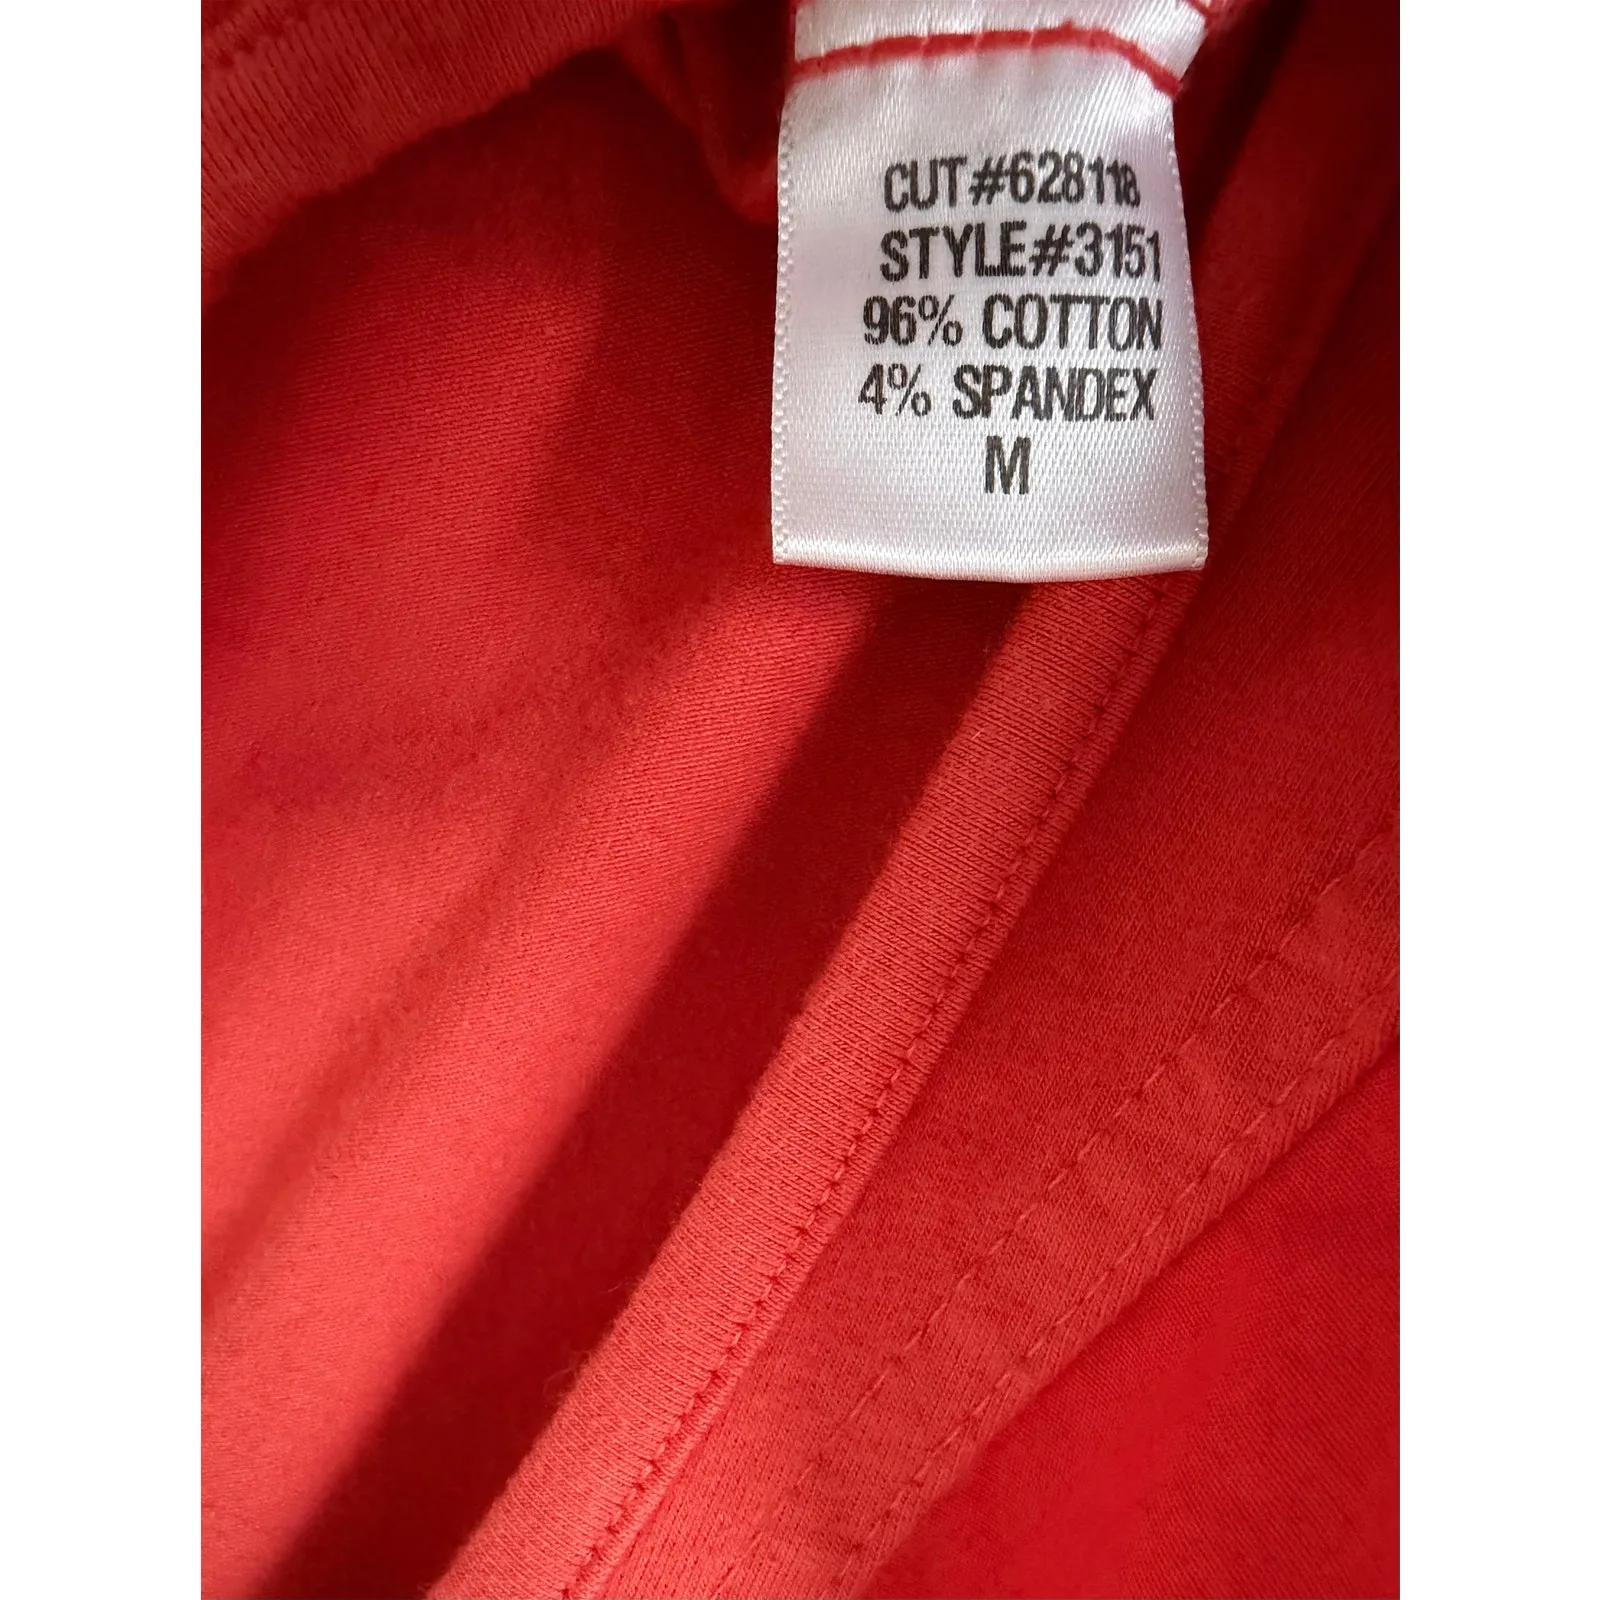 CUT#628118
STYLE#3151
96% COTTON
4% SPANDEX
M